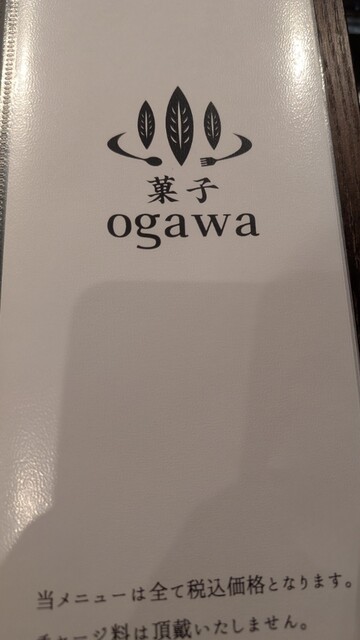 菓子
ogawa
当メニューは全て税込価格となります。
チャージ料は頂戴いたしません。